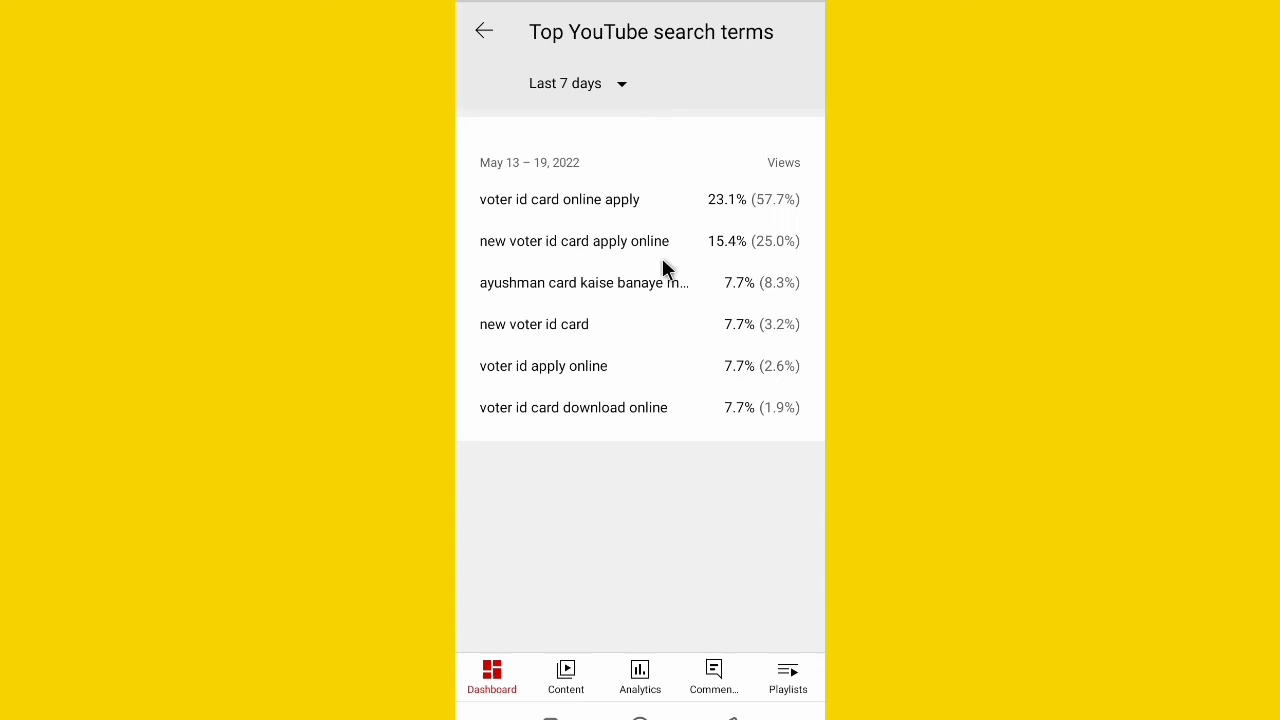 Top YouTube search terms
Last 7 days
May 13 – 19, 2022 Views
voter id card online apply 23.1% (57.7%)
new voter id card apply online 15.4% (25.0%)
ayushman card kaise banaye m... 7.7% (8.3%)
new voter id card 7.7% (3.2%)
voter id apply online 7.7% (2.6%)
voter id card download online 7.7% (1.9%)
Dashboard Content Analytics Commen... Playlists